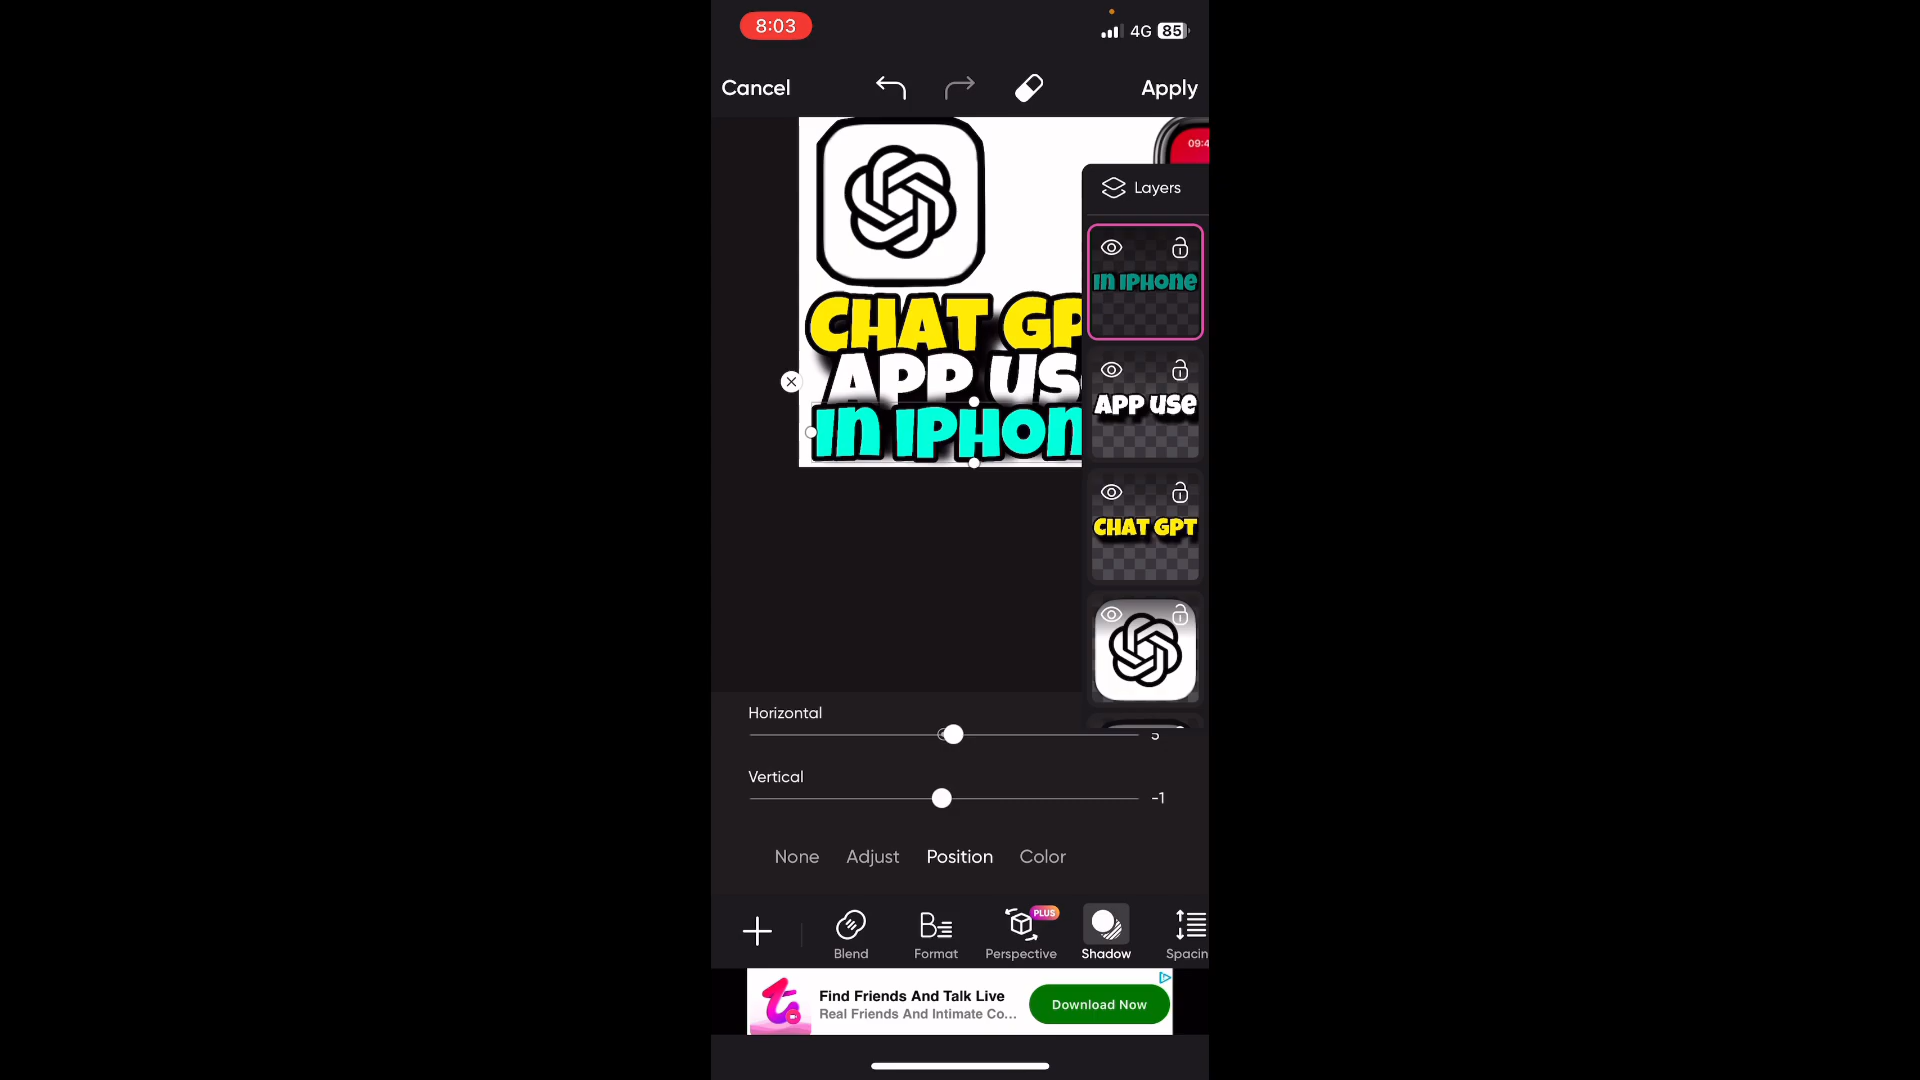 8:03
4G 85
Cancel
Apply
09:4
Layers
CHAT GP
APP US
IN IPHON
IN IPHONE
APP USE
CHAT GPT
Horizontal
5
Vertical
-1
None Adjust Position Color
PLUS
Blend Format Perspective Shadow Spacin
Find Friends And Talk Live
Real Friends And Intimate Co...
Download Now